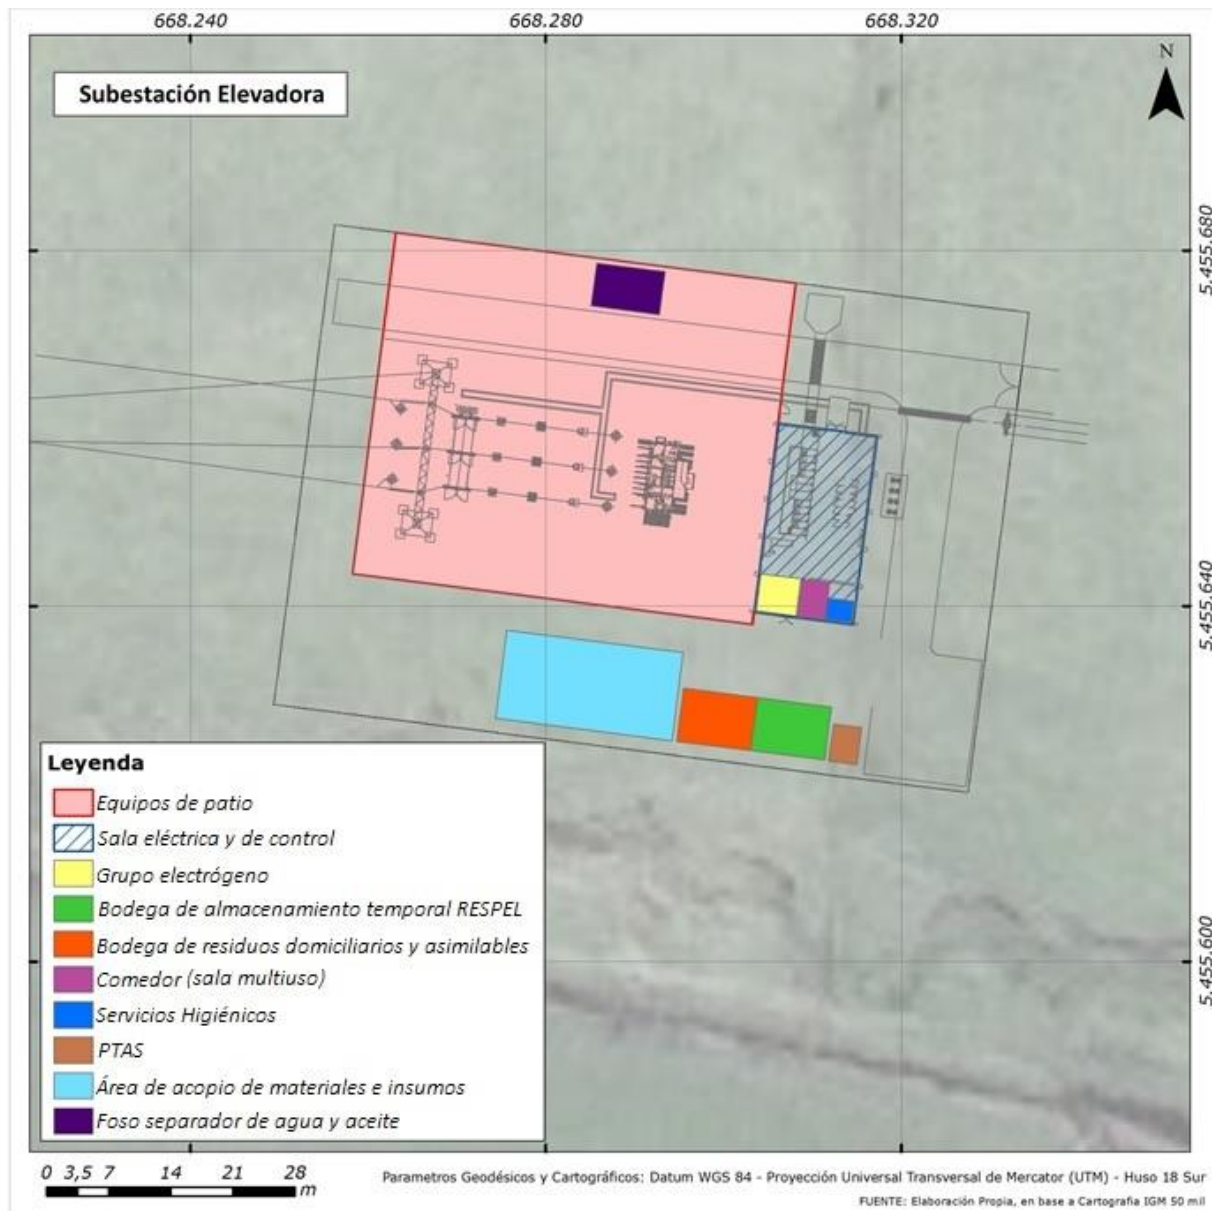 668.240 668.280 668.320
N
Subestación Elevadora
5.455.680
5.455.640
5.455.600
Leyenda
Equipos de patio
Sala eléctrica y de control
Grupo electrógeno
Bodega de almacenamiento temporal RESPEL
Bodega de residuos domiciliarios y asimilables
Comedor (sala multiuso)
Servicios Higiénicos
PTAS
Área de acopio de materiales e insumos
Foso separador de agua y aceite
0 3,5 7 14 21 28
m
Parametros Geodésicos y Cartográficos: Datum WGS 84 - Proyección Universal Transversal de Mercator (UTM) - Huso 18 Sur
FUENTE: Elaboración Propia, en base a Cartografia IGM 50 mil